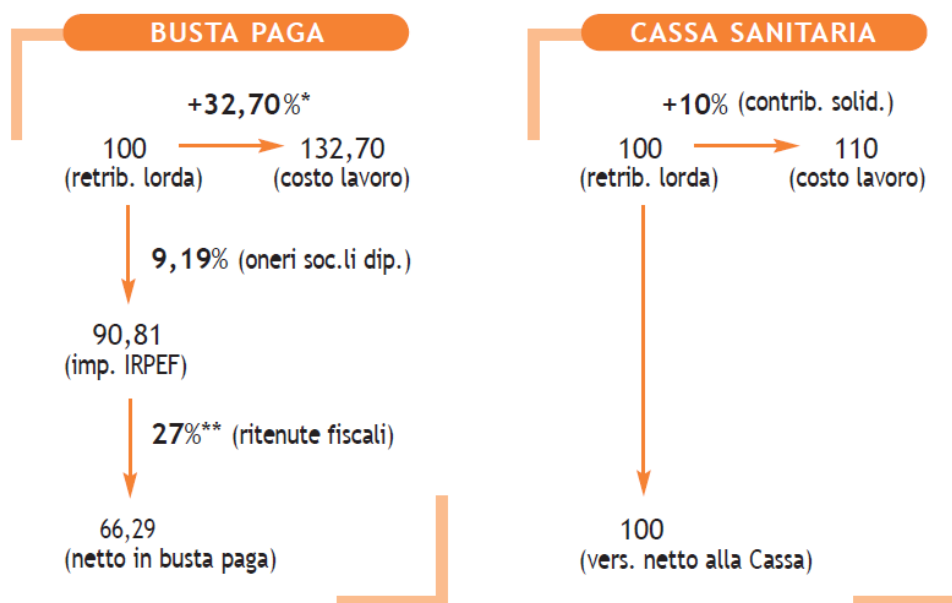 BUSTA PAGA
+32,70%*
100
132,70
(retrib. lorda)
(costo lavoro)
9,19% (oneri soc.li dip.)
90,81
(imp. IRPEF)
27%** (ritenute fiscali)
66,29
(netto in busta paga)
CASSA SANITARIA
+10% (contrib. solid.)
100
110
(retrib. lorda)
(costo lavoro)
100
(vers. netto alla Cassa)